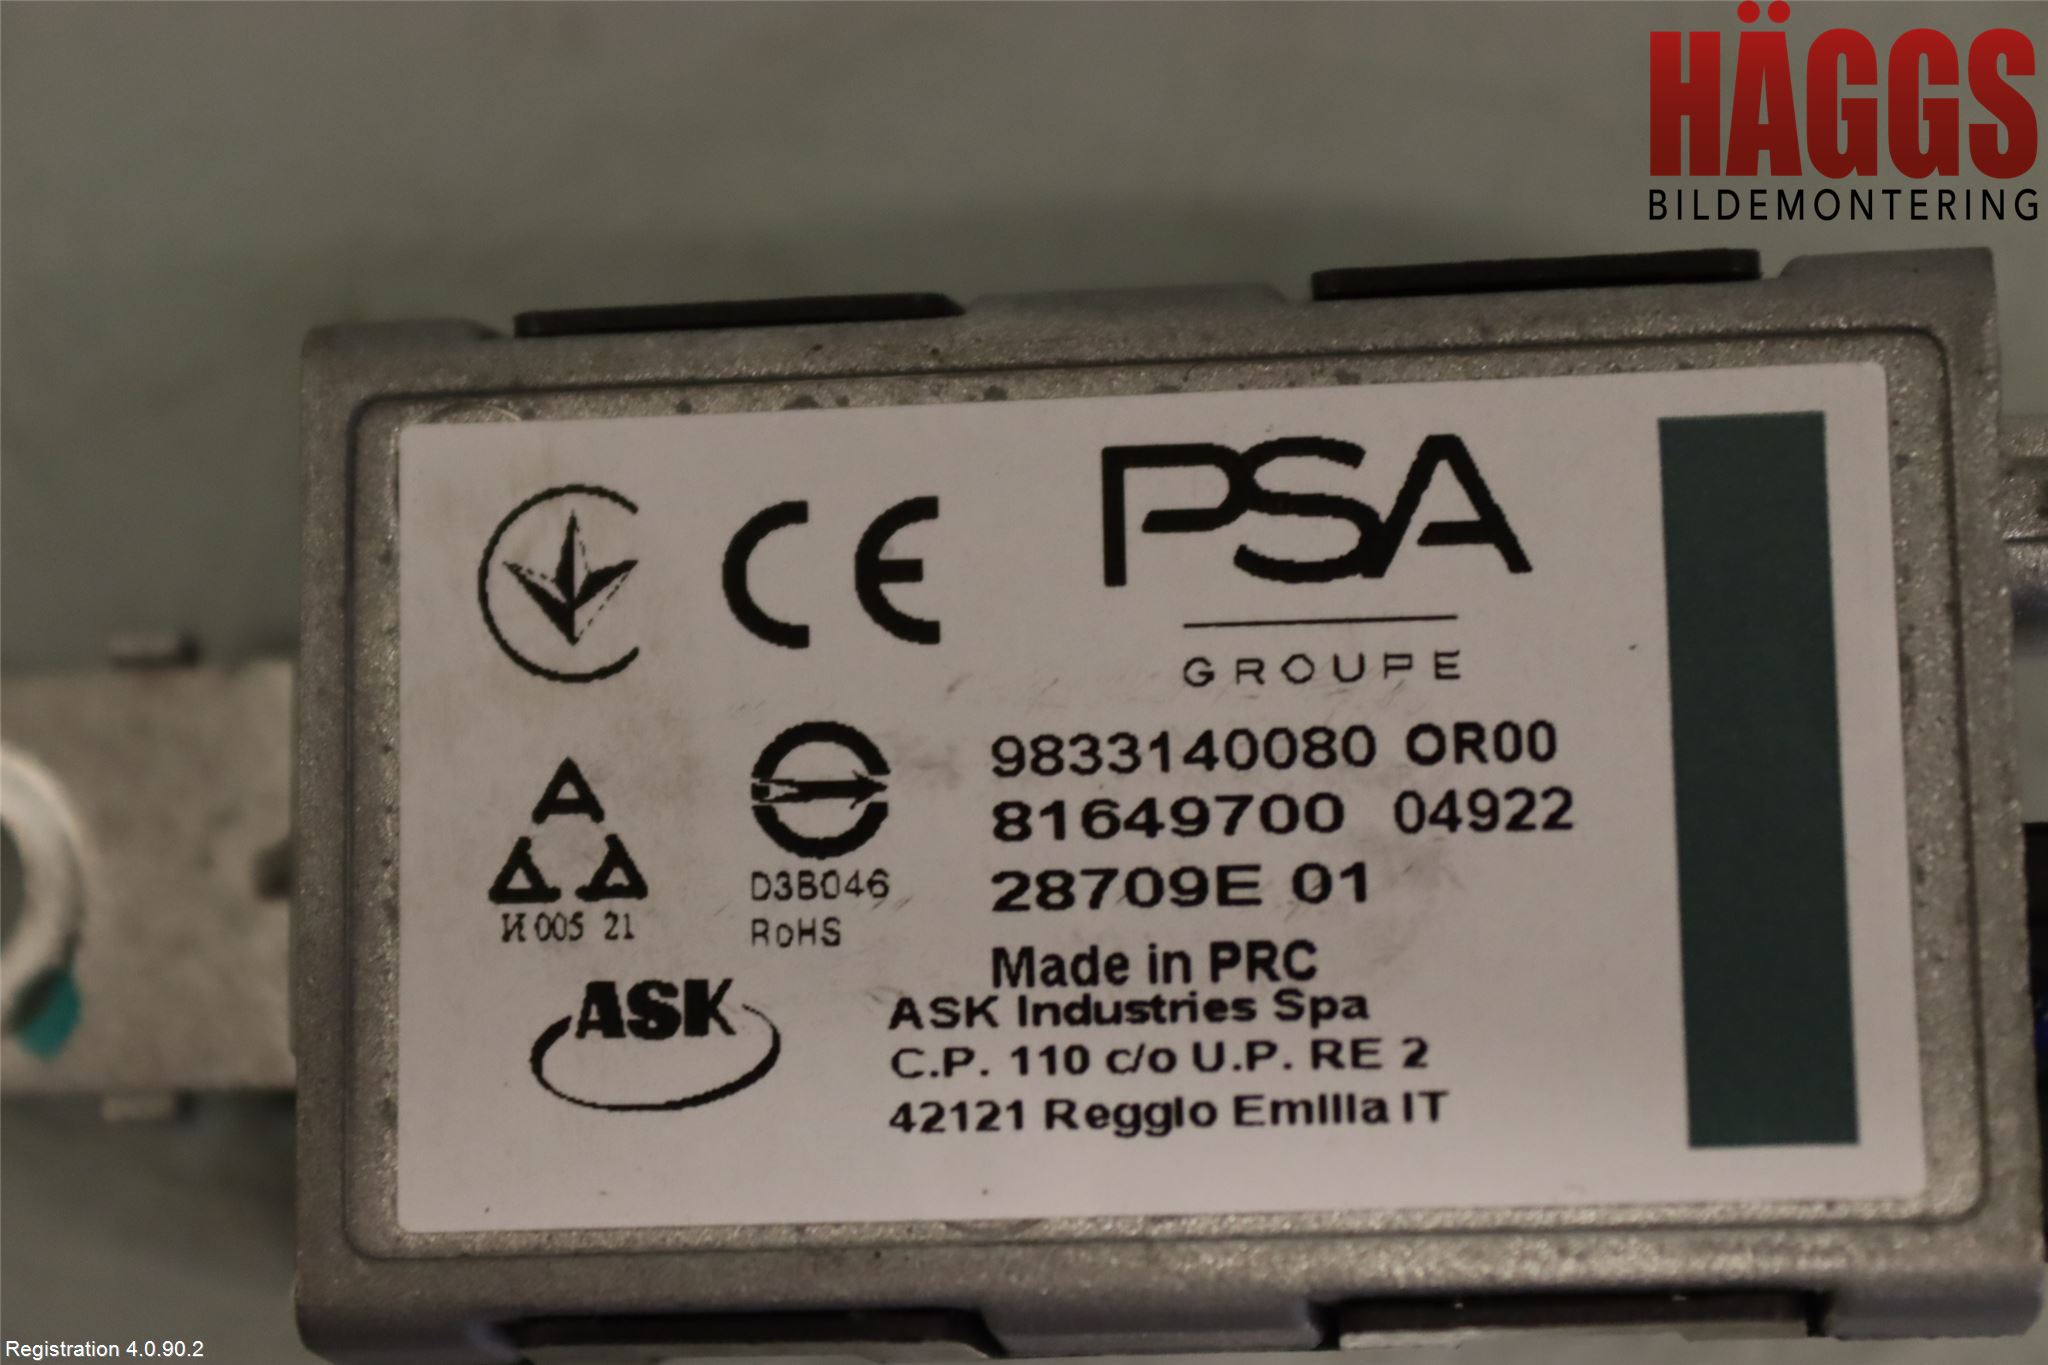 HÄGGS
BILDEMONTERING
CE
PSA
GROUPE
9833140080 OR00
81649700 04922
28709E 01
D3B046
RoHS
И 005 21
Made in PRC
ASK
ASK Industries Spa
C.P. 110 c/o U.P. RE 2
42121 Reggio Emilia IT
Registration 4.0.90.2